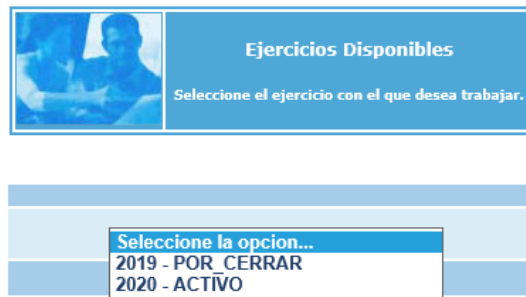 Ejercicios Disponibles
Seleccione el ejercicio con el que desea trabajar.
Seleccione la opcion...
2019 - POR_CERRAR
2020 - ACTIVO